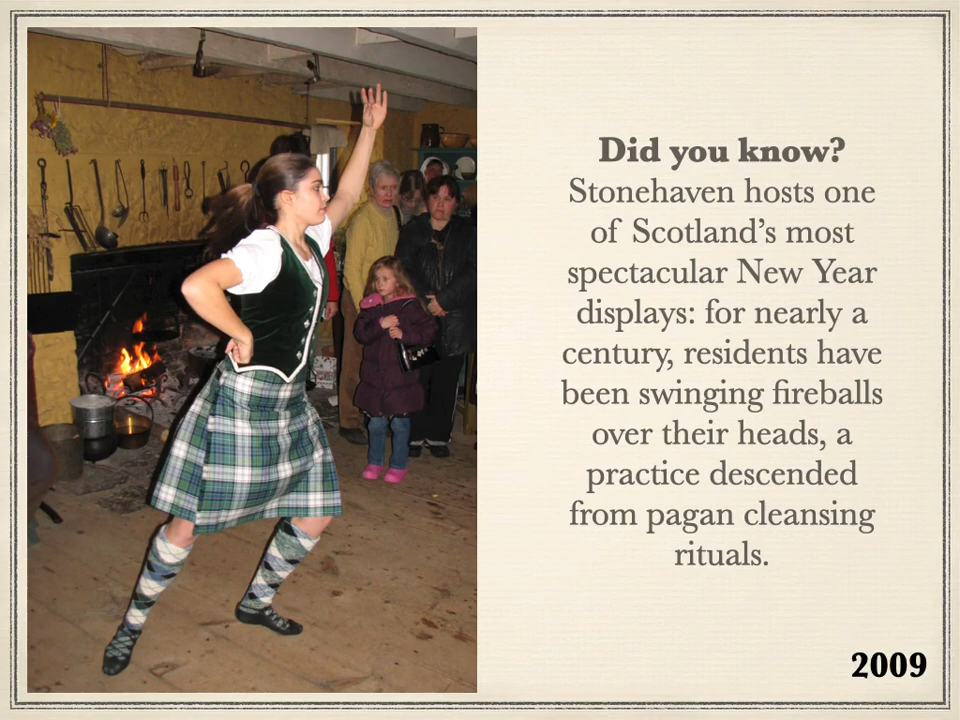 Did you know?
Stonehaven hosts one
of Scotland’s most
spectacular New Year
displays: for nearly a
century, residents have
been swinging fireballs
over their heads, a
practice descended
from pagan cleansing
rituals.
2009